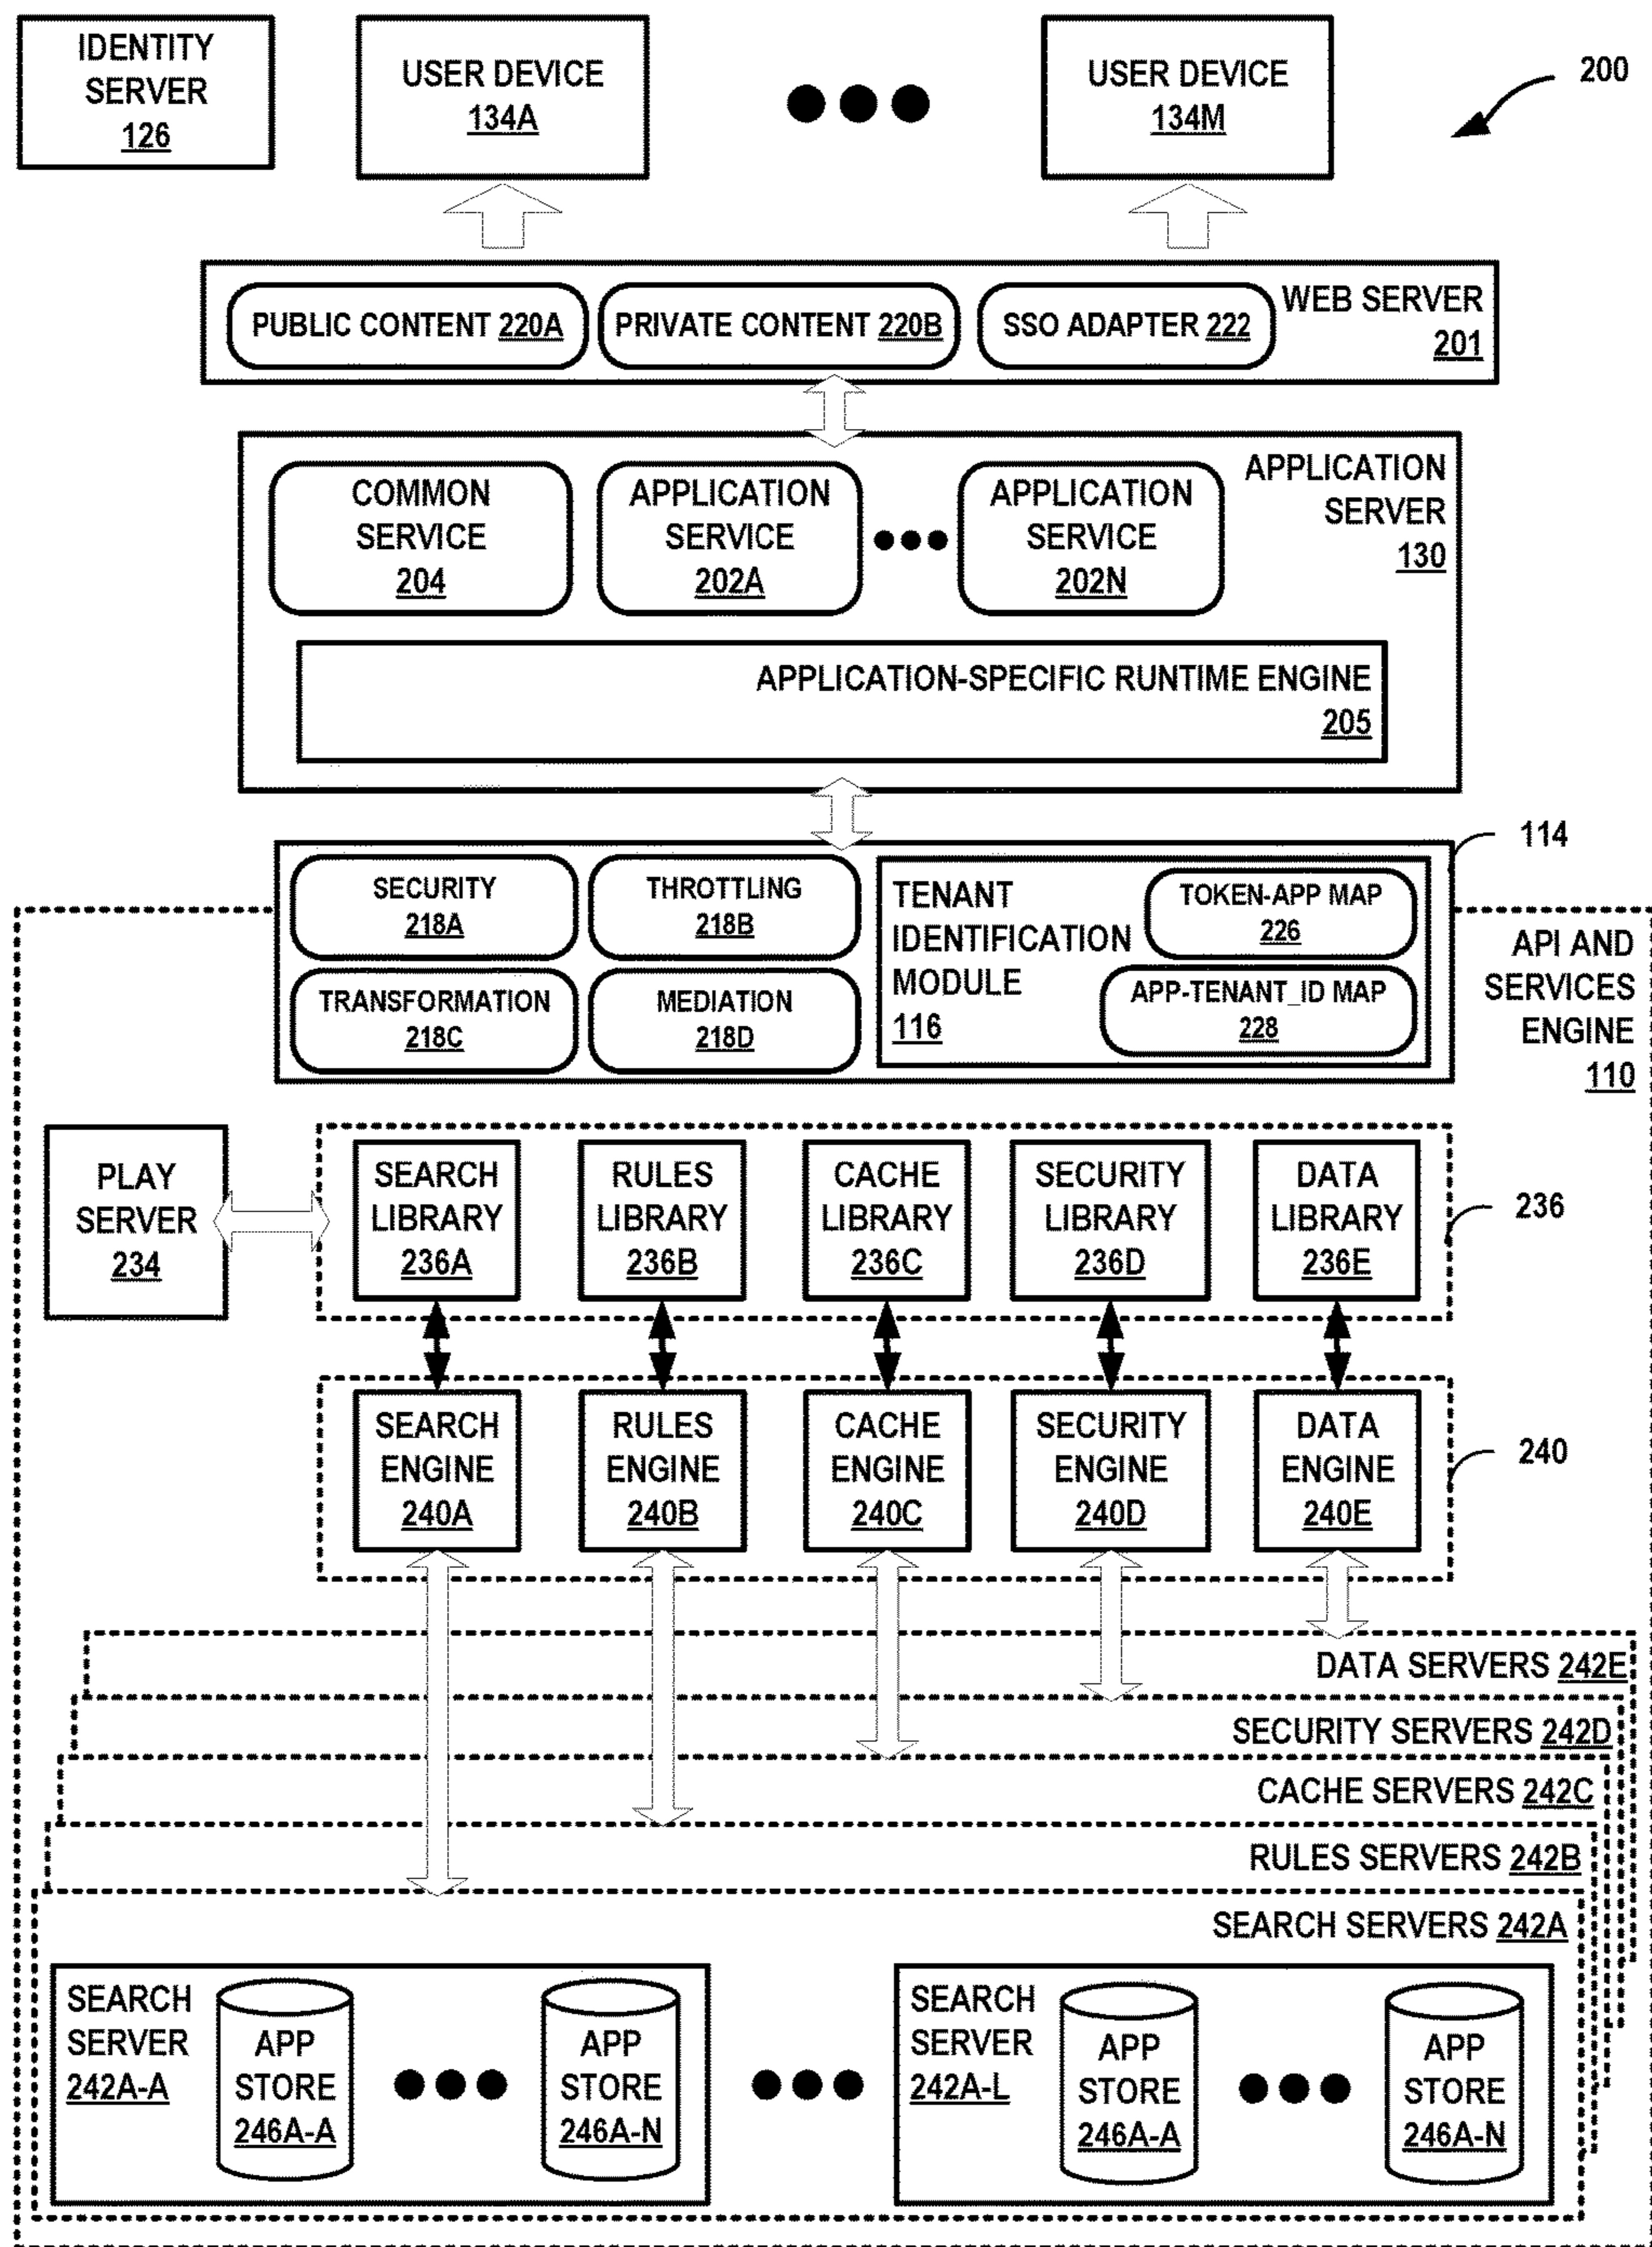 IDENTITY
SERVER
126
USER DEVICE
134A
USER DEVICE
134M
200
PUBLIC CONTENT 220A
PRIVATE CONTENT 220B
SSO ADAPTER 222
WEB SERVER
201
COMMON
SERVICE
204
APPLICATION
SERVICE
202A
APPLICATION
SERVICE
202N
APPLICATION
SERVER
130
APPLICATION-SPECIFIC RUNTIME ENGINE
205
114
SECURITY
218A
THROTTLING
218B
TRANSFORMATION
218C
MEDIATION
218D
TENANT
IDENTIFICATION
MODULE
116
TOKEN-APP MAP
226
APP-TENANT_ID MAP
228
API AND
SERVICES
ENGINE
110
PLAY
SERVER
234
SEARCH
LIBRARY
236A
RULES
LIBRARY
236B
CACHE
LIBRARY
236C
SECURITY
LIBRARY
236D
DATA
LIBRARY
236E
236
SEARCH
ENGINE
240A
RULES
ENGINE
240B
CACHE
ENGINE
240C
SECURITY
ENGINE
240D
DATA
ENGINE
240E
240
DATA SERVERS 242E
SECURITY SERVERS 242D
CACHE SERVERS 242C
RULES SERVERS 242B
SEARCH SERVERS 242A
SEARCH
SERVER
242A-A
APP
STORE
246A-A
APP
STORE
246A-N
SEARCH
SERVER
242A-L
APP
STORE
246A-A
APP
STORE
246A-N